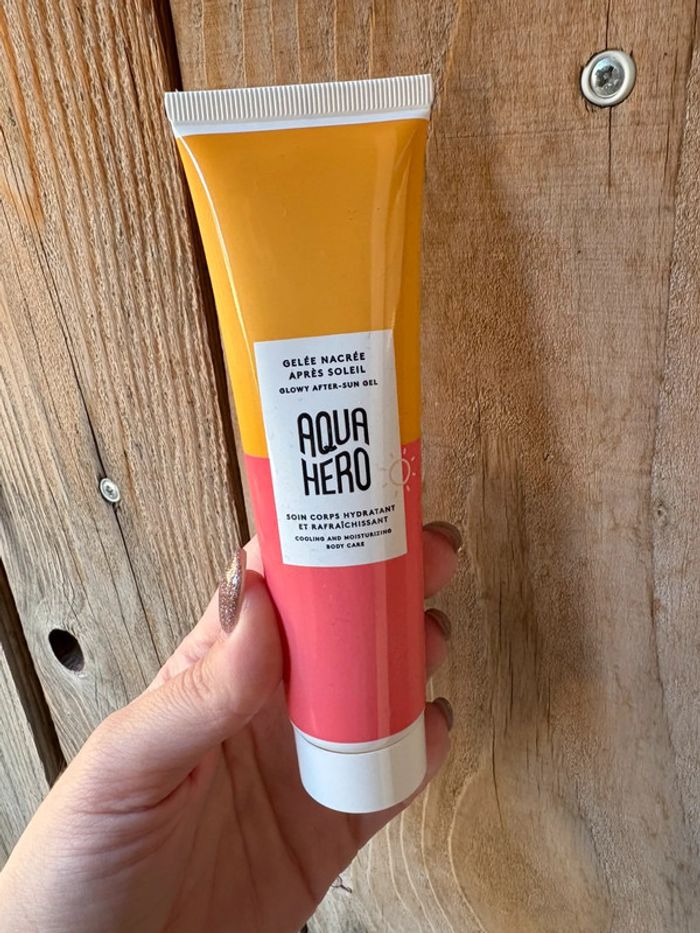 GELÉE NACRÉE
APRÈS SOLEIL
GLOWY AFTER-SUN GEL
AQUA
HERO
SOIN CORPS HYDRATANT
ET RAFRAÎCHISSANT
COOLING AND MOISTURIZING
BODY CARE